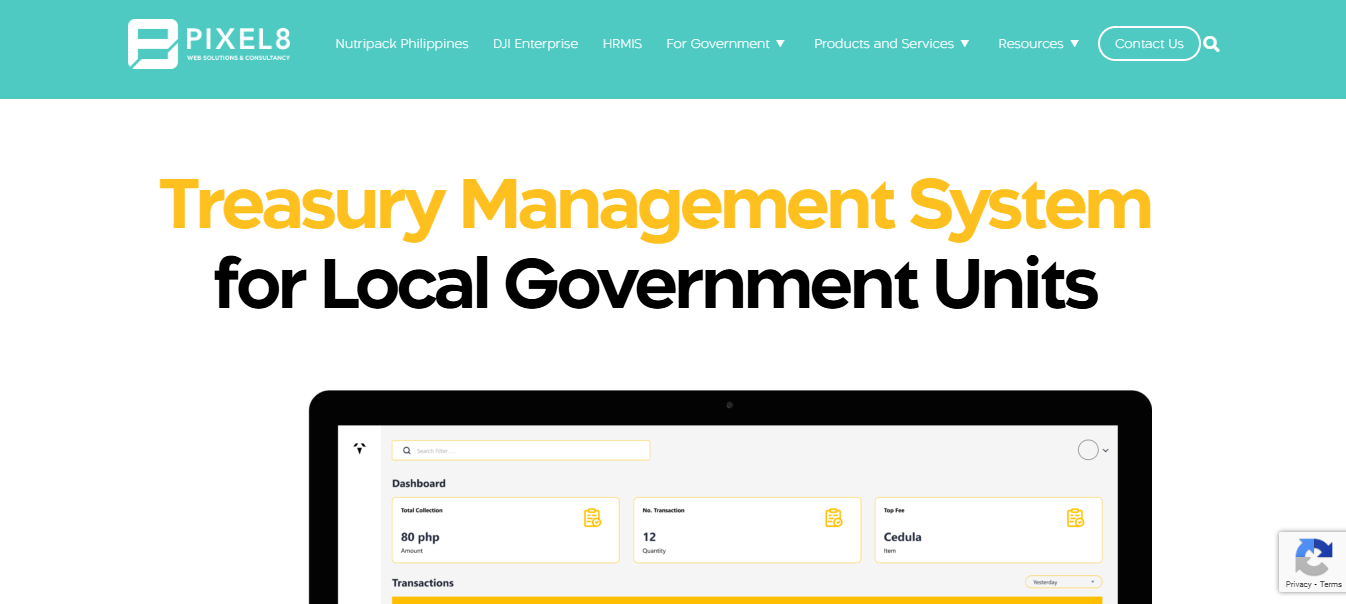 PIXEL8
WEB SOLUTIONS & CONSULTANCY
Nutripack Philippines DJI Enterprise HRMIS For Government Products and Services Resources Contact Us
Treasury Management System
for Local Government Units
Search Filter . . .
Dashboard
Total Collection No. Transaction Top Fee
80 php 12 Cedula
Amount Quantity Item
Transactions Yesterday
Privacy - Terms